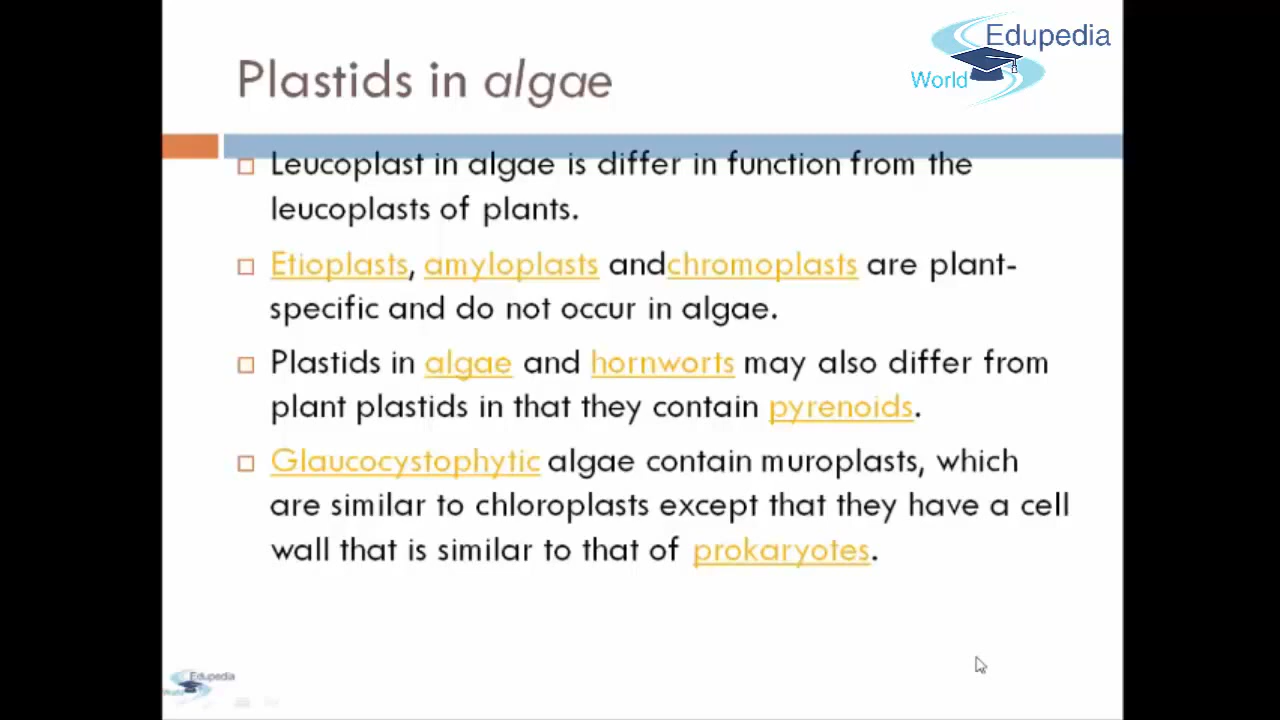 Edupedia
World
Plastids in algae
Leucoplast in algae is differ in function from the
leucoplasts of plants.
Etioplasts, amyloplasts andchromoplasts are plant-
specific and do not occur in algae.
Plastids in algae and hornworts may also differ from
plant plastids in that they contain pyrenoids.
Glaucocystophytic algae contain muroplasts, which
are similar to chloroplasts except that they have a cell
wall that is similar to that of prokaryotes.
Edupedia
World